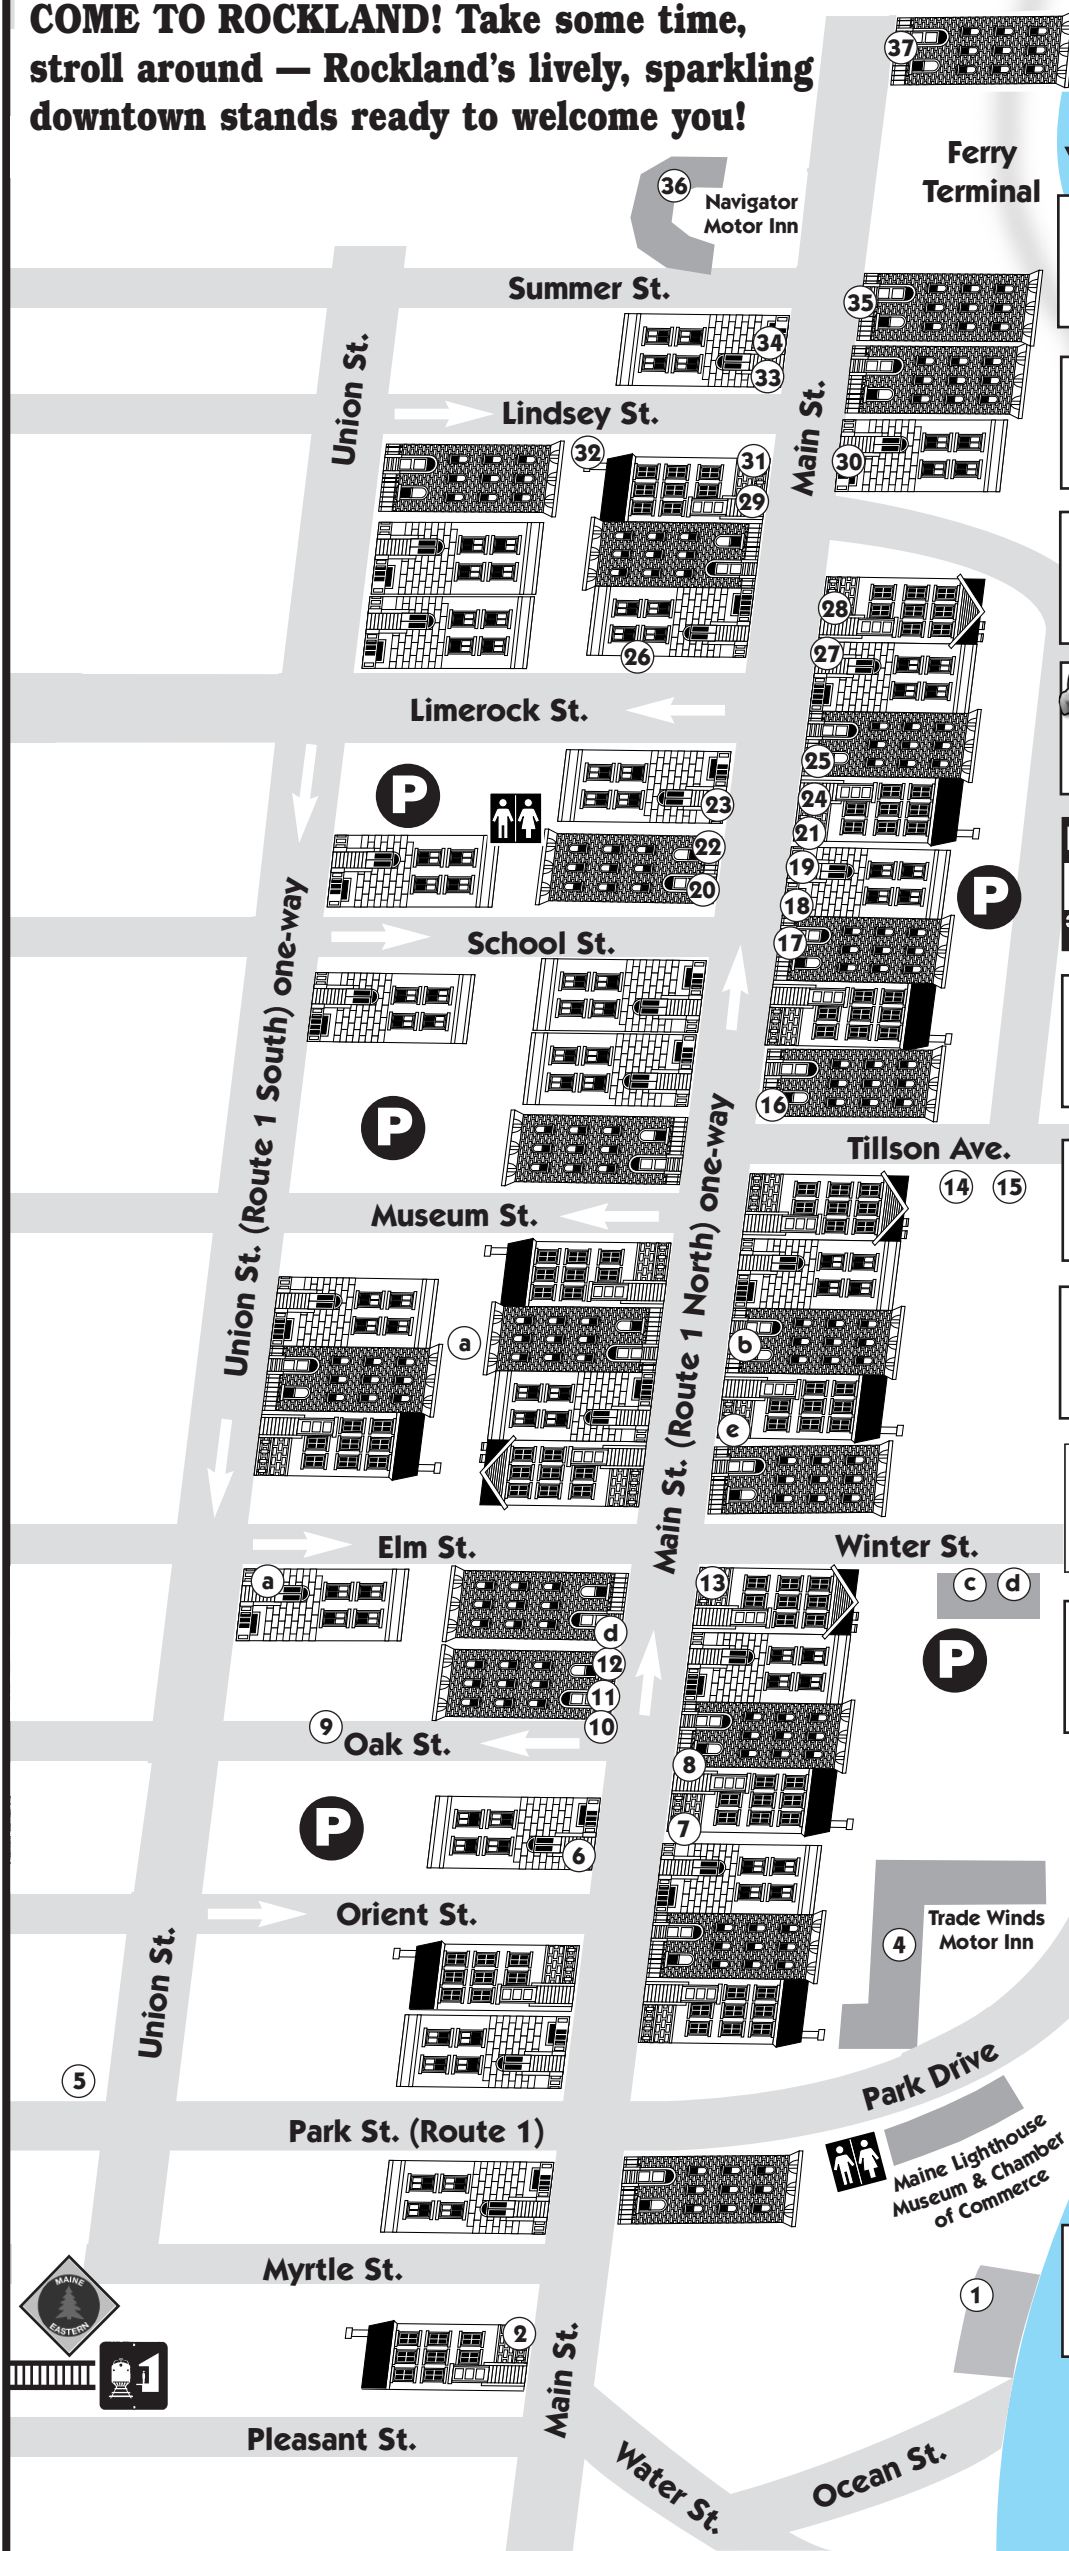 COME TO ROCKLAND! Take some time,
stroll around — Rockland's lively, sparkling
downtown stands ready to welcome you!
37
Ferry
Terminal
36
Navigator
Motor Inn
Summer St.
35
34
33
Union St.
Lindsey St.
Main St.
32
31
30
29
28
27
26
Limerock St.
25
P
24
23
22
21
20
19
P
18
17
School St.
Union St. (Route 1 South) one-way
16
P
Main St. (Route 1 North) one-way
Tillson Ave.
14
15
Museum St.
a
b
e
Elm St.
Winter St.
a
13
c
d
d
12
P
11
10
9
Oak St.
8
P
7
6
Orient St.
4
Trade Winds
Motor Inn
Union St.
5
Park Drive
Park St. (Route 1)
Maine Lighthouse
Museum & Chamber
of Commerce
Myrtle St.
MAINE
EASTERN
1
2
Main St.
Pleasant St.
Water St.
Ocean St.